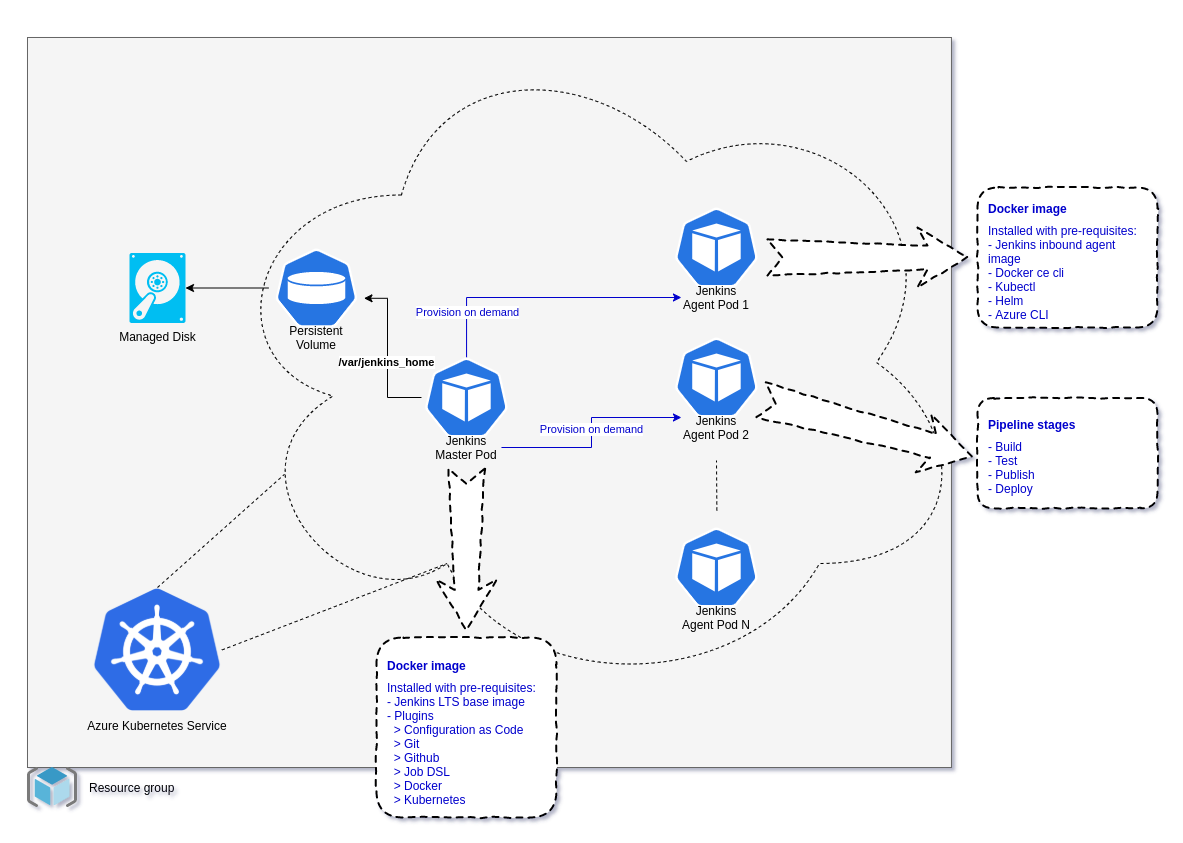 Docker image
Installed with pre-requisites:
- Jenkins inbound agent
image
- Docker ce cli
- Kubectl
- Helm
- Azure CLI
Jenkins
Agent Pod 1
Provision on demand
Managed Disk
Persistent
Volume
/var/jenkins_home
Jenkins
Master Pod
Provision on demand
Jenkins
Agent Pod 2
Pipeline stages
- Build
- Test
- Publish
- Deploy
Jenkins
Agent Pod N
Azure Kubernetes Service
Docker image
Installed with pre-requisites:
- Jenkins LTS base image
- Plugins
> Configuration as Code
> Git
> Github
> Job DSL
> Docker
> Kubernetes
Resource group